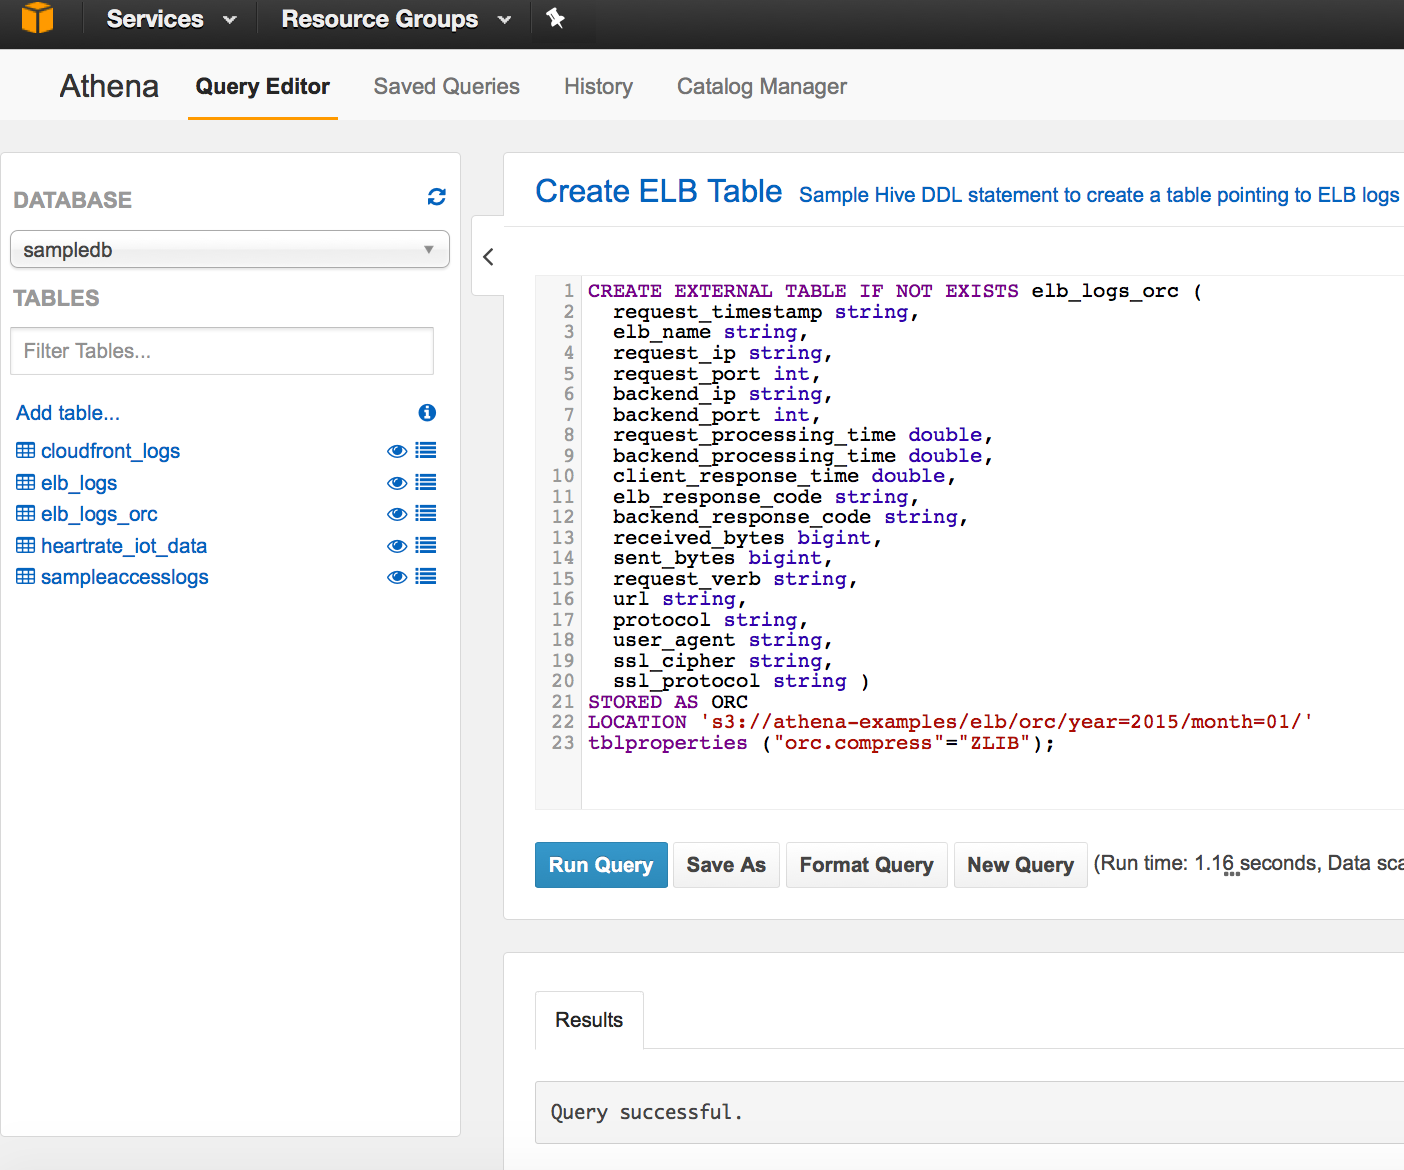 Services
Resource Groups
Athena
Query Editor
Saved Queries
History
Catalog Manager
DATABASE
sampledb
TABLES
Filter Tables...
Add table...
cloudfront_logs
elb_logs
elb_logs_orc
heartrate_iot_data
sampleaccesslogs
Create ELB Table Sample Hive DDL statement to create a table pointing to ELB logs
1 CREATE EXTERNAL TABLE IF NOT EXISTS elb_logs_orc (
2 request_timestamp string,
3 elb_name string,
4 request_ip string,
5 request_port int,
6 backend_ip string,
7 backend_port int,
8 request_processing_time double,
9 backend_processing_time double,
10 client_response_time double,
11 elb_response_code string,
12 backend_response_code string,
13 received_bytes bigint,
14 sent_bytes bigint,
15 request_verb string,
16 url string,
17 protocol string,
18 user_agent string,
19 ssl_cipher string,
20 ssl_protocol string )
21 STORED AS ORC
22 LOCATION 's3://athena-examples/elb/orc/year=2015/month=01/'
23 tblproperties ("orc.compress"="ZLIB");
Run Query
Save As
Format Query
New Query
(Run time: 1.16 seconds, Data sca
Results
Query successful.